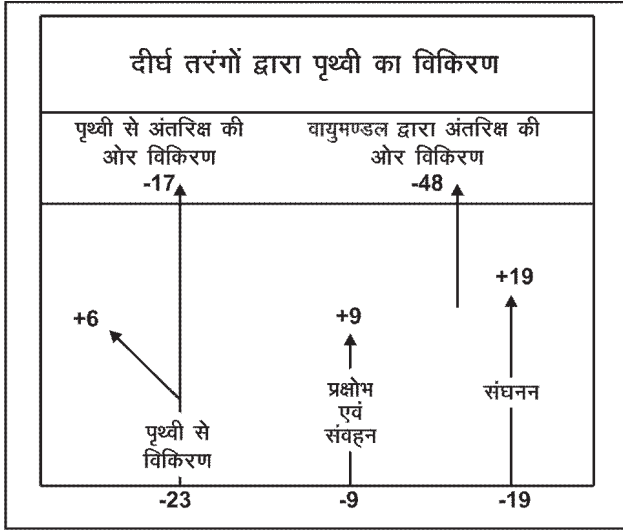 दीर्घ तरंगों द्वारा पृथ्वी का विकिरण
पृथ्वी से अंतरिक्ष की
ओर विकिरण
-17
वायुमण्डल द्वारा अंतरिक्ष की
ओर विकिरण
-48
+6
+9
+19
पृथ्वी से
विकिरण
प्रक्षोभ
एवं
संवहन
संघनन
-23
-9
-19